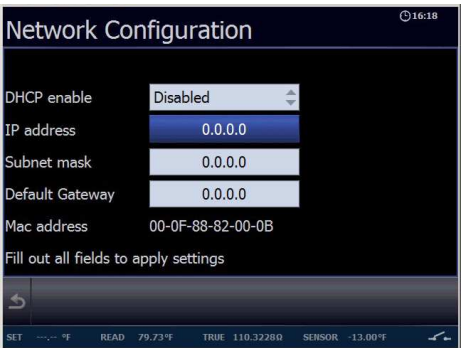 Network Configuration
16:18
DHCP enable Disabled
IP address 0.0.0.0
Subnet mask 0.0.0.0
Default Gateway 0.0.0.0
Mac address 00-0F-88-82-00-0B
Fill out all fields to apply settings
SET ---.-- °F READ 79.73°F TRUE 110.3228Ω SENSOR -13.00°F